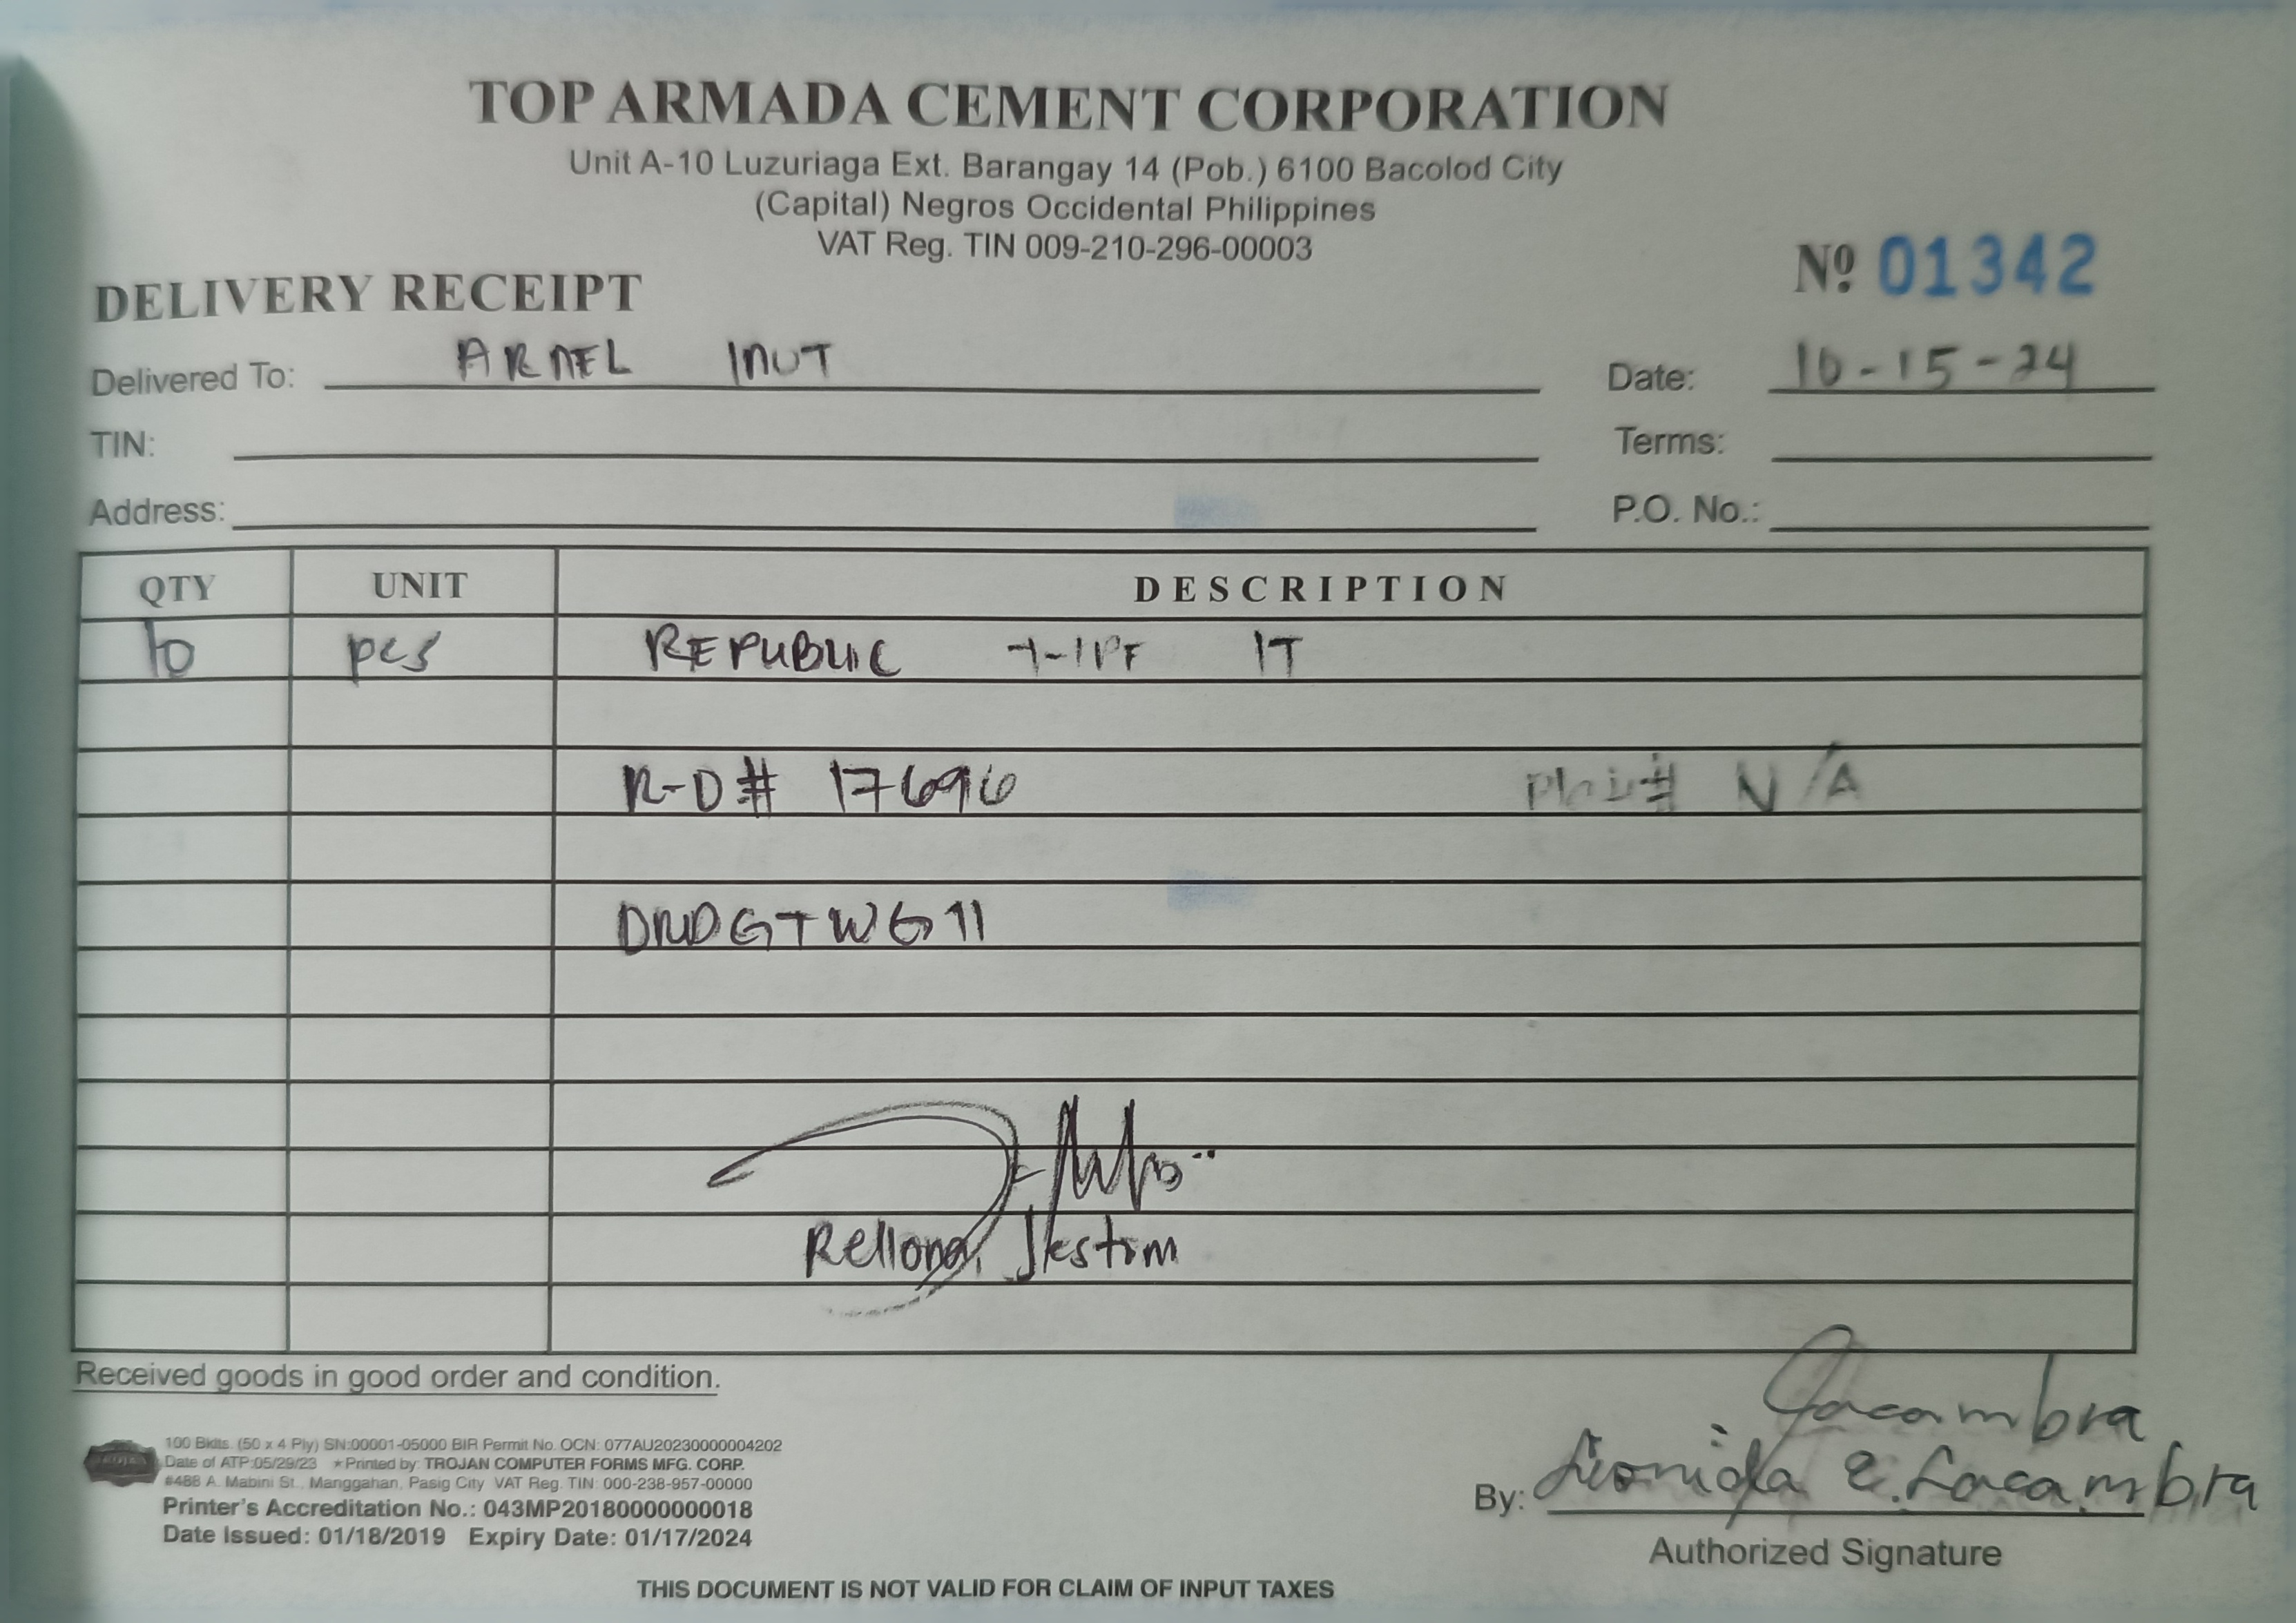 TOP ARMADA CEMENT CORPORATION
Unit A-10 Luzuriaga Ext. Barangay 14 (Pob.) 6100 Bacolod City
(Capital) Negros Occidental Philippines
VAT Reg. TIN 009-210-296-00003
Nº 01342
DELIVERY RECEIPT
Delivered To: ARNEL INUT
Date: 10-15-24
TIN:
Terms:
Address:
P.O. No.:
QTY UNIT DESCRIPTION
10 pcs REPUBLIC 1T
R-D# 17696 N/A
DNDGTWG11
Rellona,
Received goods in good order and condition.
100 Bklts. (50 x 4 Ply) SN:00001-05000 BIR Permit No. OCN: 077AU20230000004202
Date of ATP:05/29/23 ★Printed by: TROJAN COMPUTER FORMS MFG. CORP.
#488 A. Mabini St., Manggahan, Pasig City VAT Reg. TIN: 000-238-957-00000
Printer's Accreditation No.: 043MP20180000000018
Date Issued: 01/18/2019 Expiry Date: 01/17/2024
Lacambra
By: Leonida E. Lacambra
Authorized Signature
THIS DOCUMENT IS NOT VALID FOR CLAIM OF INPUT TAXES